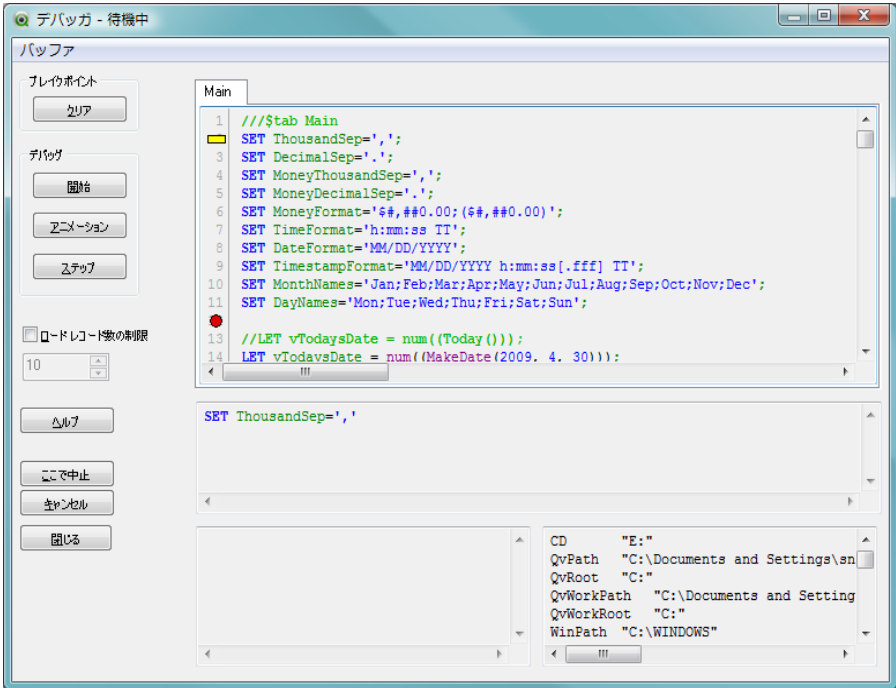 デバッガ - 待機中
バッファ
ブレイクポイント
クリア
デバッグ
開始
アニメーション
ステップ
ロードレコード数の制限
10
ヘルプ
ここで中止
キャンセル
閉じる
Main
1 ///$tab Main
SET ThousandSep=',';
3 SET DecimalSep='.';
4 SET MoneyThousandSep=',';
5 SET MoneyDecimalSep='.';
6 SET MoneyFormat='$#,##0.00;($#,##0.00)';
7 SET TimeFormat='h:mm:ss TT';
8 SET DateFormat='MM/DD/YYYY';
9 SET TimestampFormat='MM/DD/YYYY h:mm:ss[.fff] TT';
10 SET MonthNames='Jan;Feb;Mar;Apr;May;Jun;Jul;Aug;Sep;Oct;Nov;Dec';
11 SET DayNames='Mon;Tue;Wed;Thu;Fri;Sat;Sun';
13 //LET vTodaysDate = num((Today()));
14 LET vTodaysDate = num((MakeDate(2009, 4, 30)));
SET ThousandSep=','
CD "E:"
QvPath "C:\Documents and Settings\sn
QvRoot "C:"
QvWorkPath "C:\Documents and Setting
QvWorkRoot "C:"
WinPath "C:\WINDOWS"